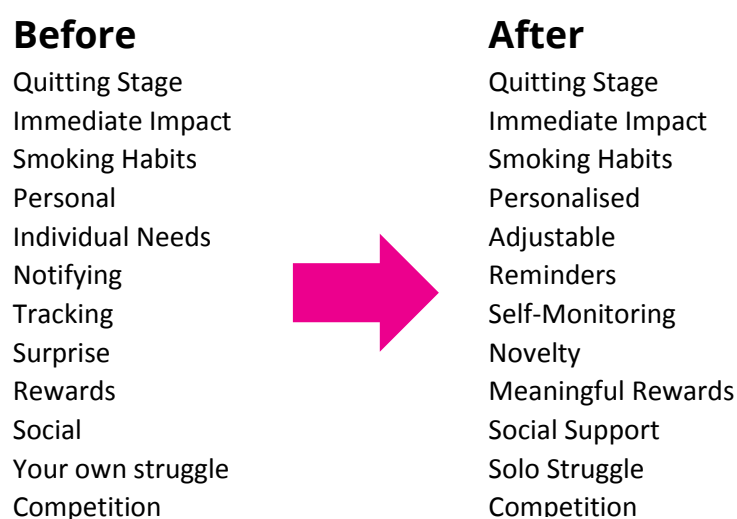 Before
Quitting Stage
Immediate Impact
Smoking Habits
Personal
Individual Needs
Notifying
Tracking
Surprise
Rewards
Social
Your own struggle
Competition
After
Quitting Stage
Immediate Impact
Smoking Habits
Personalised
Adjustable
Reminders
Self-Monitoring
Novelty
Meaningful Rewards
Social Support
Solo Struggle
Competition